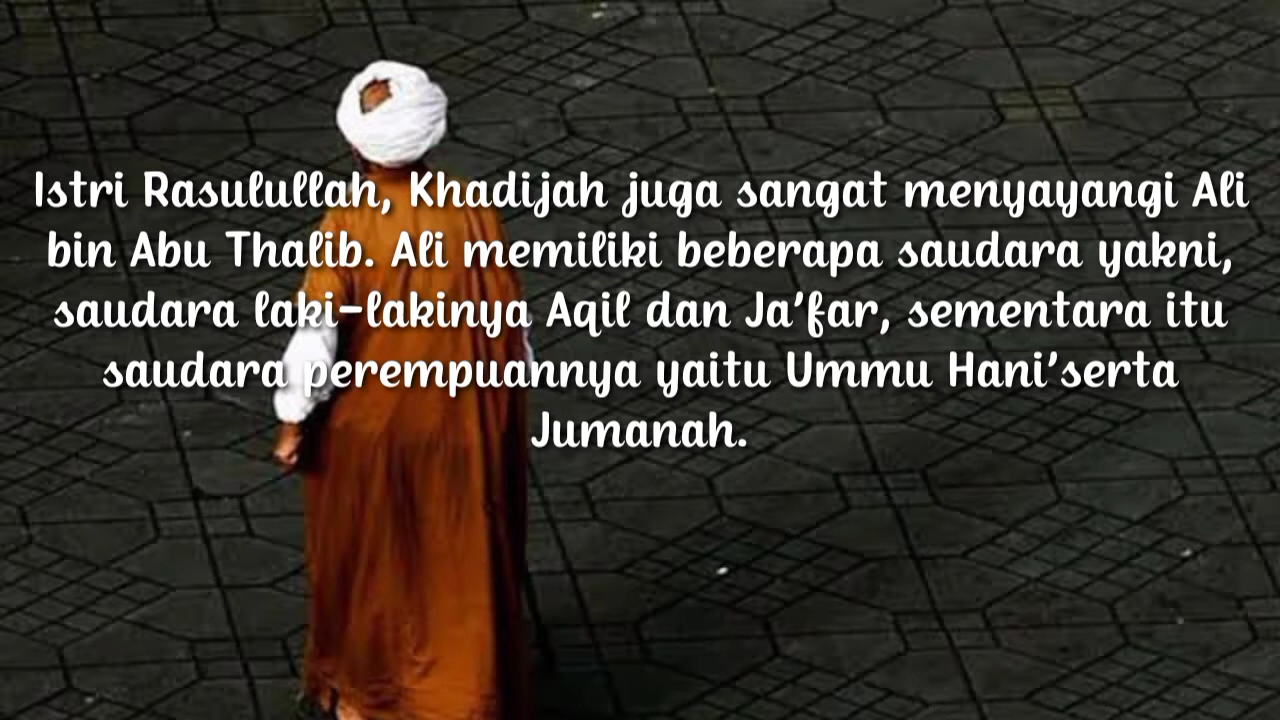 Istri Rasulullah, Khadijah juga sangat menyayangi Ali
bin Abu Thalib. Ali memiliki beberapa saudara yakni,
saudara laki-lakinya Aqil dan Ja'far, sementara itu
saudara perempuannya yaitu Ummu Hani'serta
Jumanah.